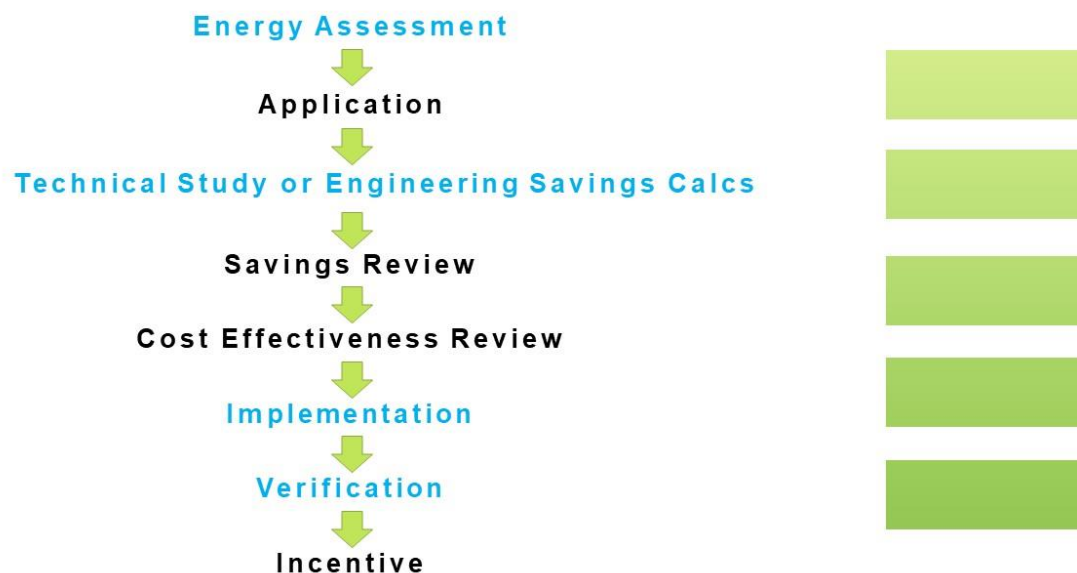 Energy Assessment
Application
Technical Study or Engineering Savings Calcs
Savings Review
Cost Effectiveness Review
Implementation
Verification
Incentive